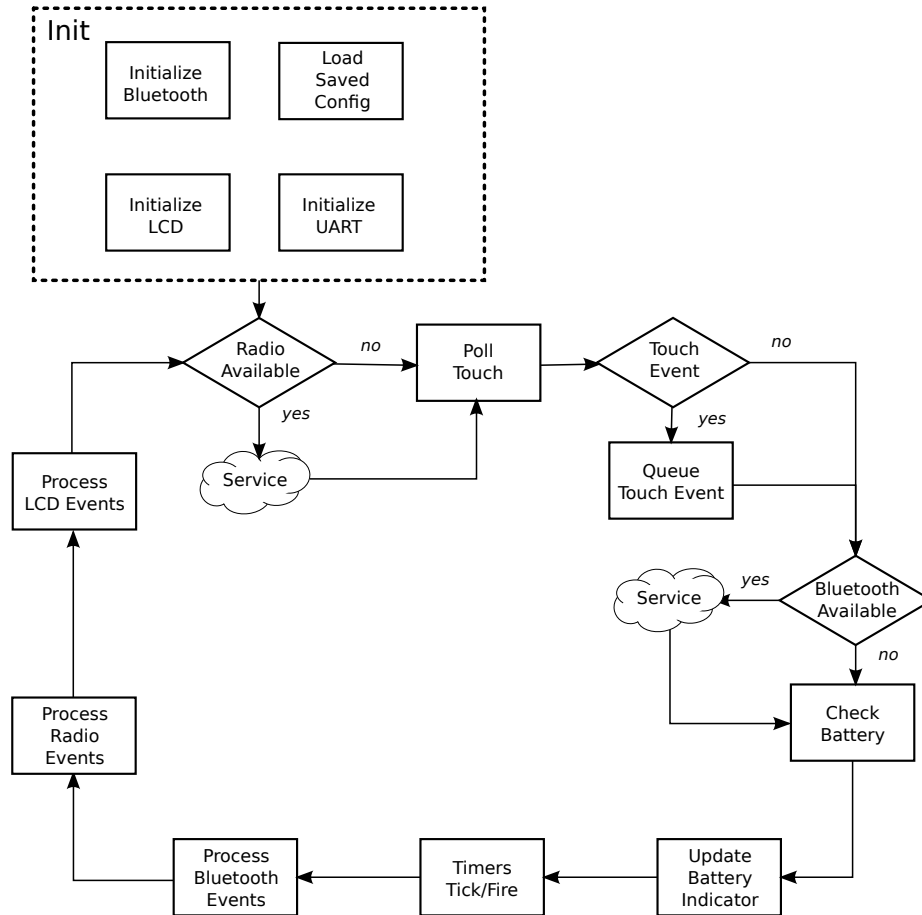 Init
Initialize
Bluetooth
Load
Saved
Config
Initialize
LCD
Initialize
UART
Radio
Available
no
yes
Service
Poll
Touch
Touch
Event
no
yes
Queue
Touch Event
Bluetooth
Available
yes
no
Service
Check
Battery
Update
Battery
Indicator
Timers
Tick/Fire
Process
Bluetooth
Events
Process
Radio
Events
Process
LCD Events